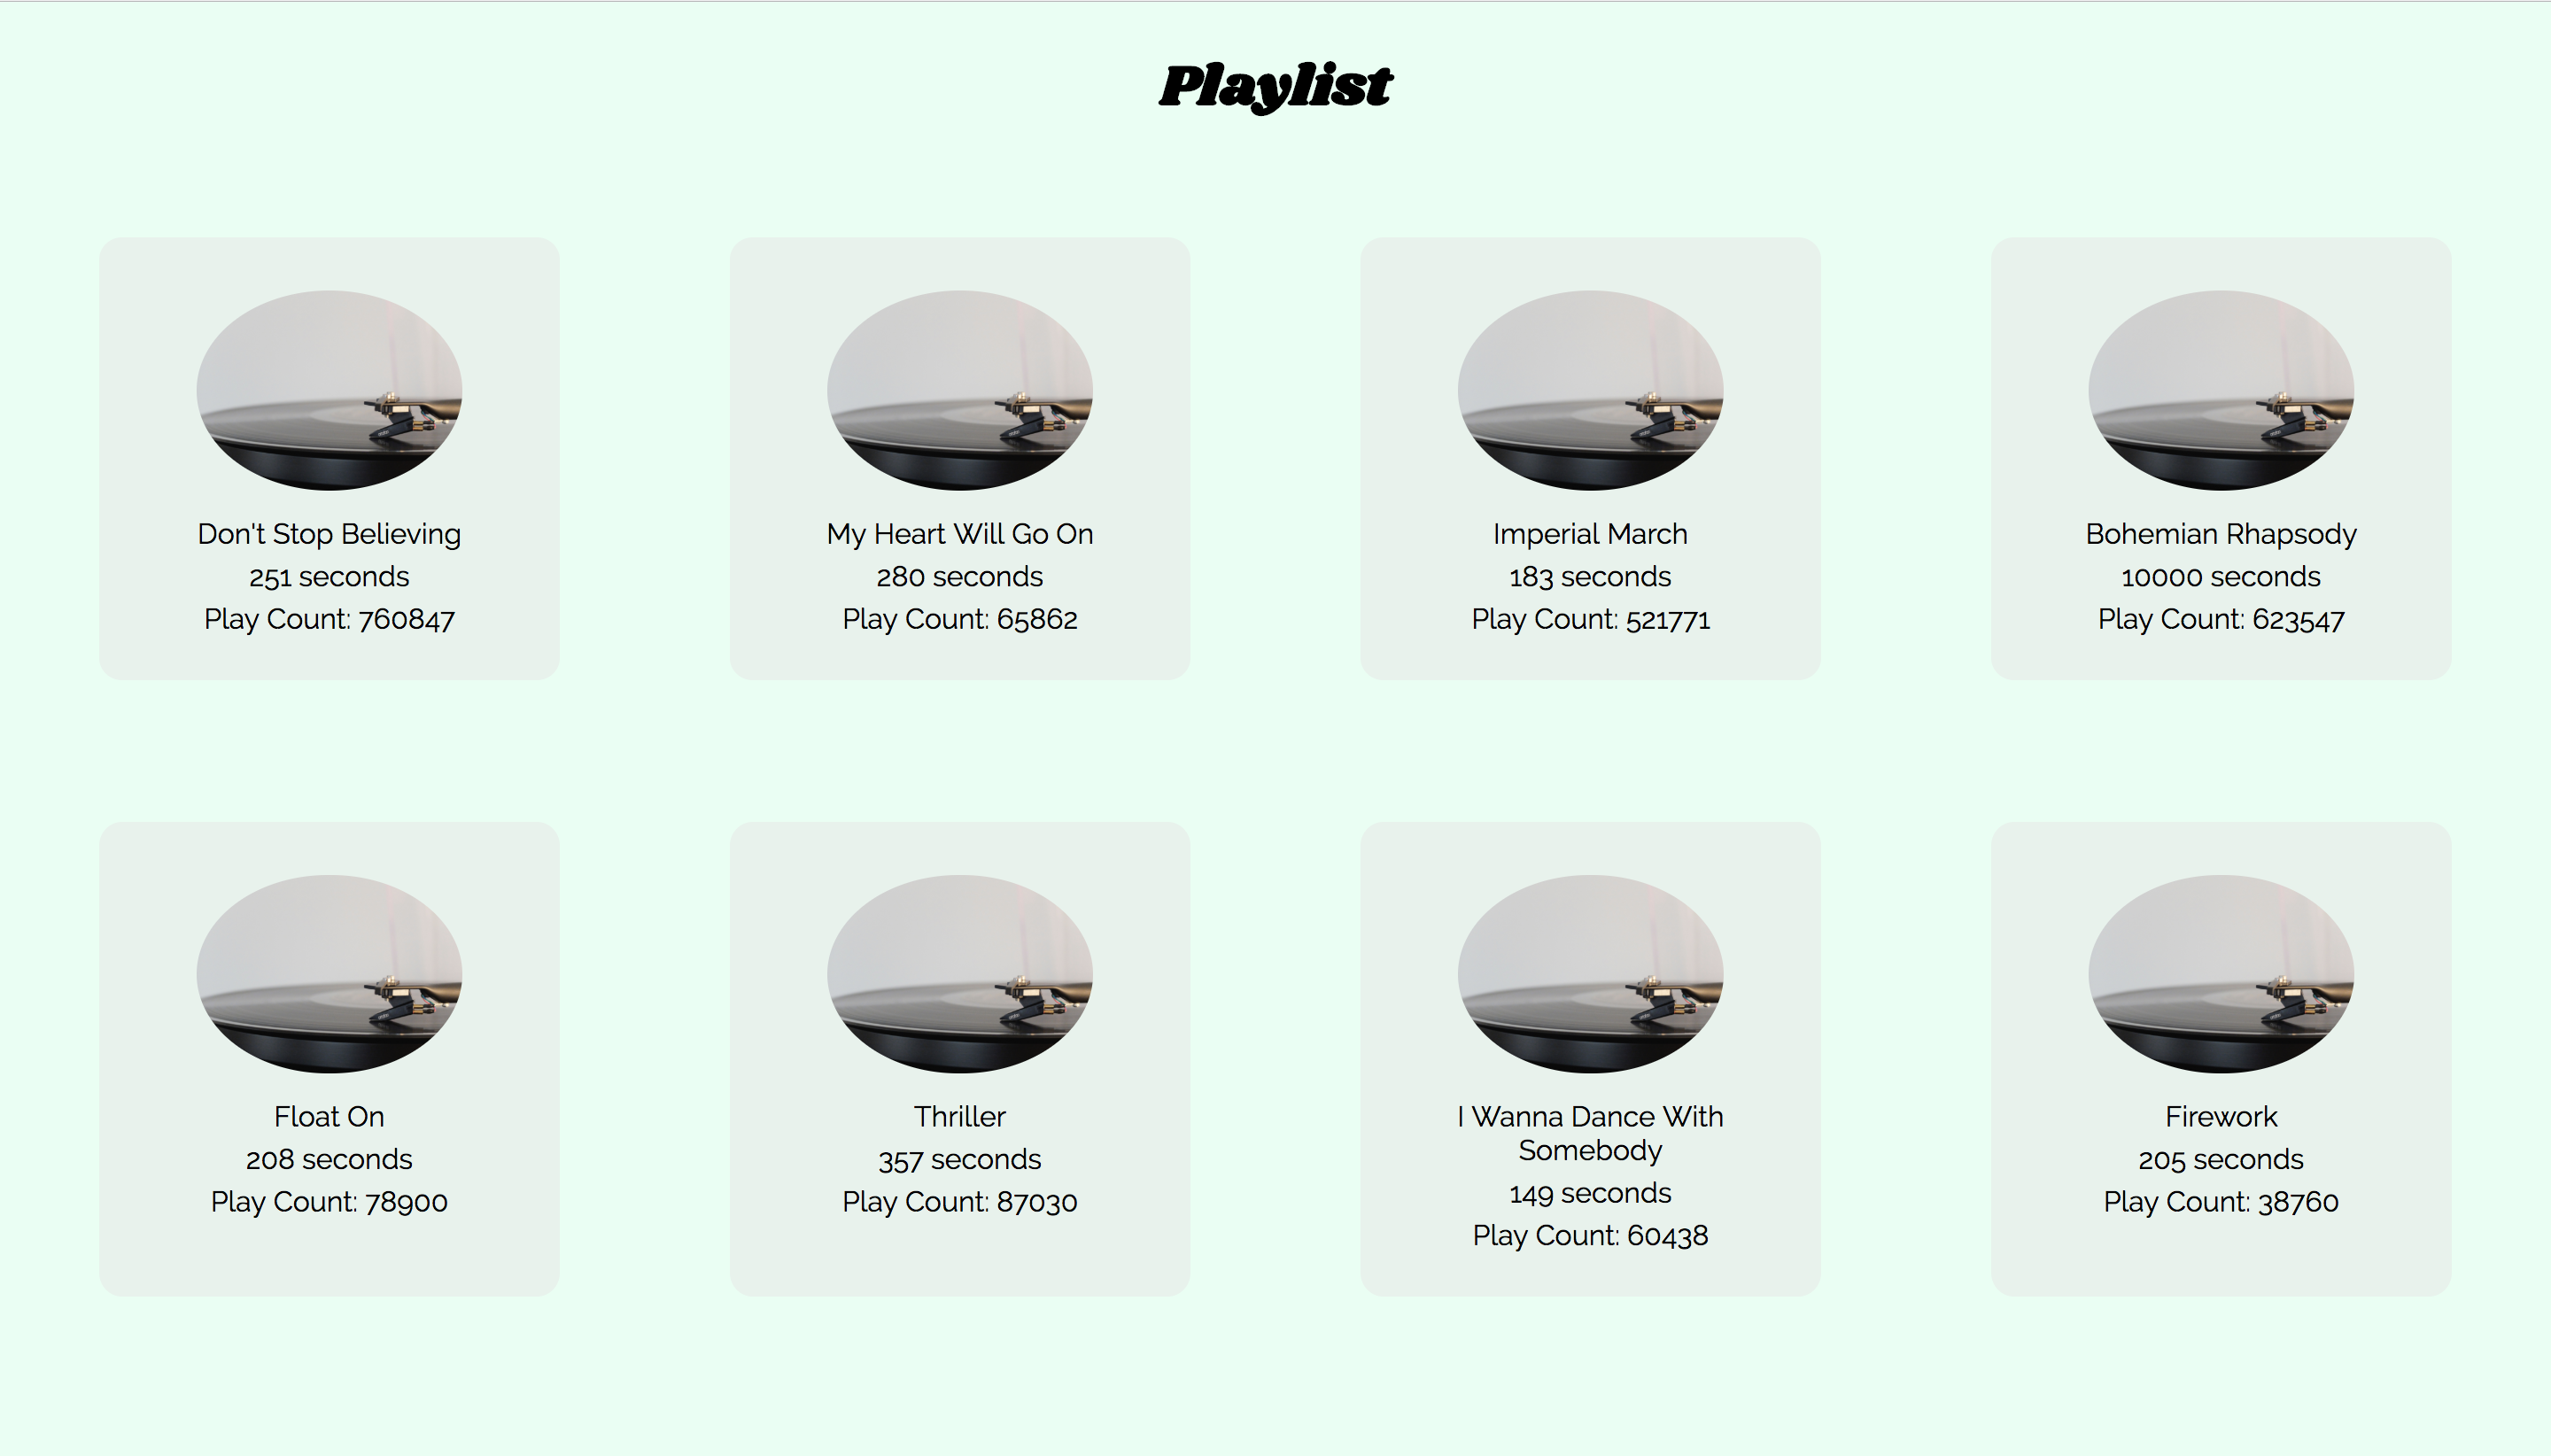 Playlist
Don't Stop Believing
251 seconds
Play Count: 760847
My Heart Will Go On
280 seconds
Play Count: 65862
Imperial March
183 seconds
Play Count: 521771
Bohemian Rhapsody
10000 seconds
Play Count: 623547
Float On
208 seconds
Play Count: 78900
Thriller
357 seconds
Play Count: 87030
I Wanna Dance With
Somebody
149 seconds
Play Count: 60438
Firework
205 seconds
Play Count: 38760